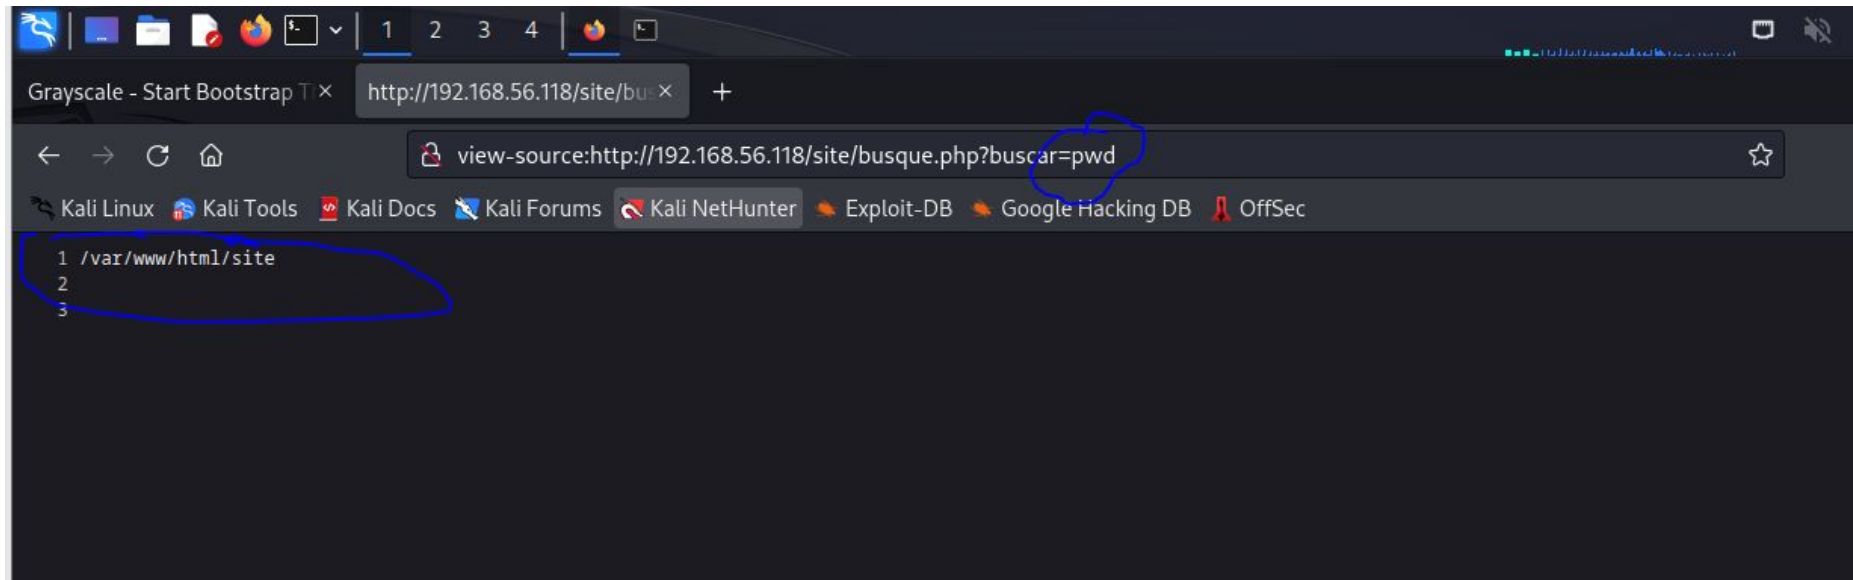 1 2 3 4
Grayscale - Start Bootstrap T
http://192.168.56.118/site/bus
view-source:http://192.168.56.118/site/busque.php?buscar=pwd
Kali Linux Kali Tools Kali Docs Kali Forums Kali NetHunter Exploit-DB Google Hacking DB OffSec
1 /var/www/html/site
2
3